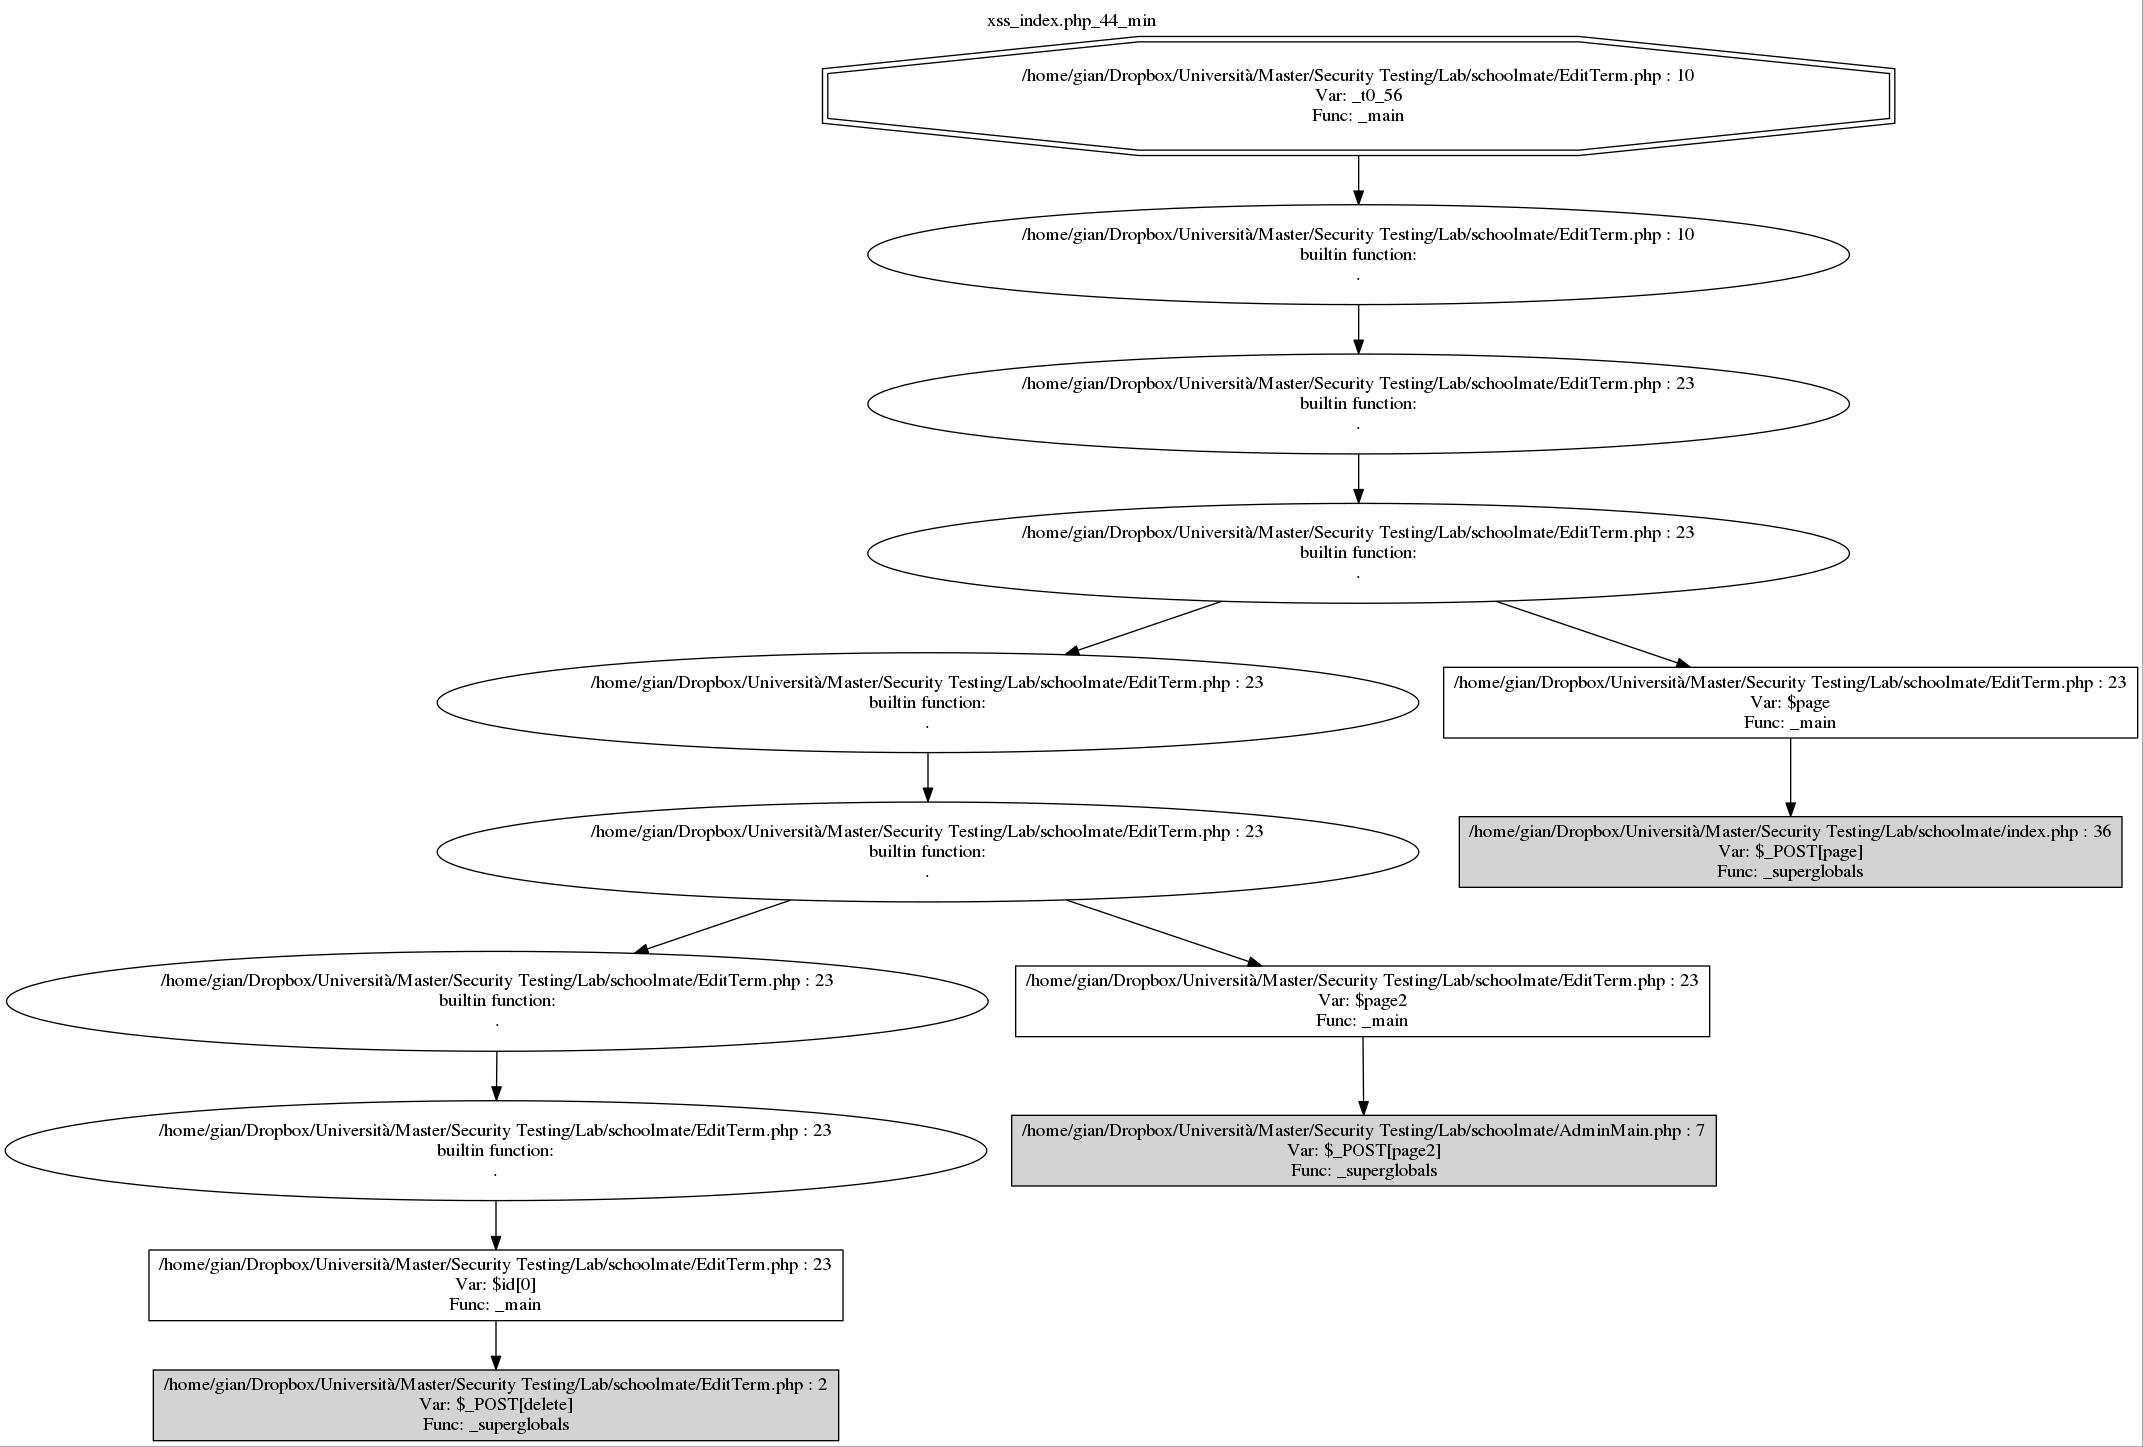 xss_index.php_44_min
/home/gian/Dropbox/Università/Master/Security Testing/Lab/schoolmate/EditTerm.php : 10
Var: _t0_56
Func: _main
/home/gian/Dropbox/Università/Master/Security Testing/Lab/schoolmate/EditTerm.php : 10
builtin function:
.
/home/gian/Dropbox/Università/Master/Security Testing/Lab/schoolmate/EditTerm.php : 23
builtin function:
.
/home/gian/Dropbox/Università/Master/Security Testing/Lab/schoolmate/EditTerm.php : 23
builtin function:
.
/home/gian/Dropbox/Università/Master/Security Testing/Lab/schoolmate/EditTerm.php : 23
builtin function:
.
/home/gian/Dropbox/Università/Master/Security Testing/Lab/schoolmate/EditTerm.php : 23
Var: $page
Func: _main
/home/gian/Dropbox/Università/Master/Security Testing/Lab/schoolmate/EditTerm.php : 23
builtin function:
.
/home/gian/Dropbox/Università/Master/Security Testing/Lab/schoolmate/index.php : 36
Var: $_POST[page]
Func: _superglobals
/home/gian/Dropbox/Università/Master/Security Testing/Lab/schoolmate/EditTerm.php : 23
builtin function:
.
/home/gian/Dropbox/Università/Master/Security Testing/Lab/schoolmate/EditTerm.php : 23
Var: $page2
Func: _main
/home/gian/Dropbox/Università/Master/Security Testing/Lab/schoolmate/EditTerm.php : 23
builtin function:
.
/home/gian/Dropbox/Università/Master/Security Testing/Lab/schoolmate/AdminMain.php : 7
Var: $_POST[page2]
Func: _superglobals
/home/gian/Dropbox/Università/Master/Security Testing/Lab/schoolmate/EditTerm.php : 23
Var: $id[0]
Func: _main
/home/gian/Dropbox/Università/Master/Security Testing/Lab/schoolmate/EditTerm.php : 2
Var: $_POST[delete]
Func: _superglobals